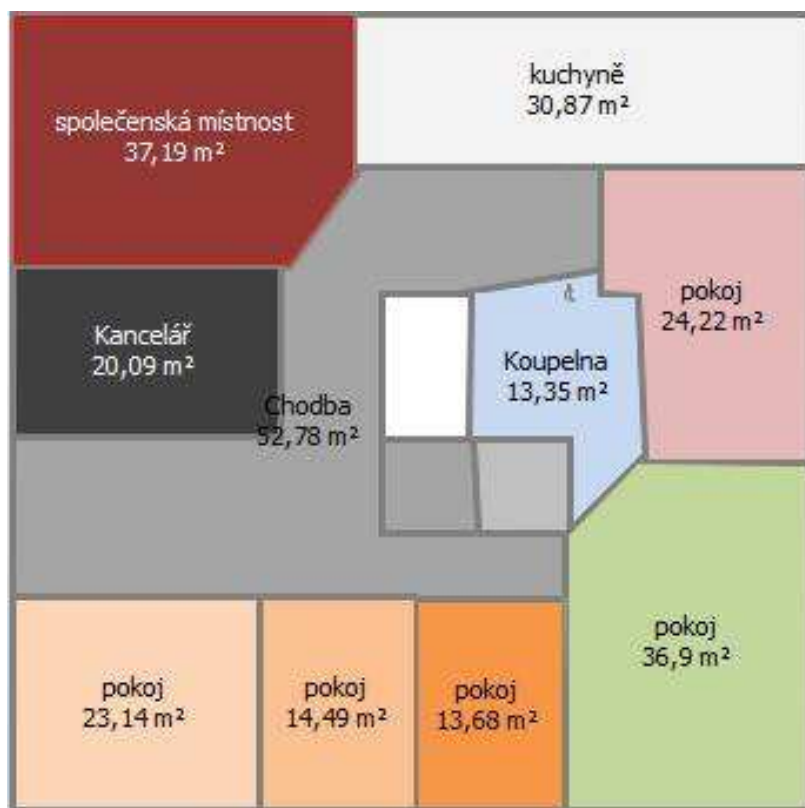 kuchyně
30,87 m²
společenská místnost
37,19 m²
pokoj
24,22 m²
Kancelář
20,09 m²
Koupelna
13,35 m²
Chodba
52,78 m²
pokoj
36,9 m²
pokoj
23,14 m²
pokoj
14,49 m²
pokoj
13,68 m²